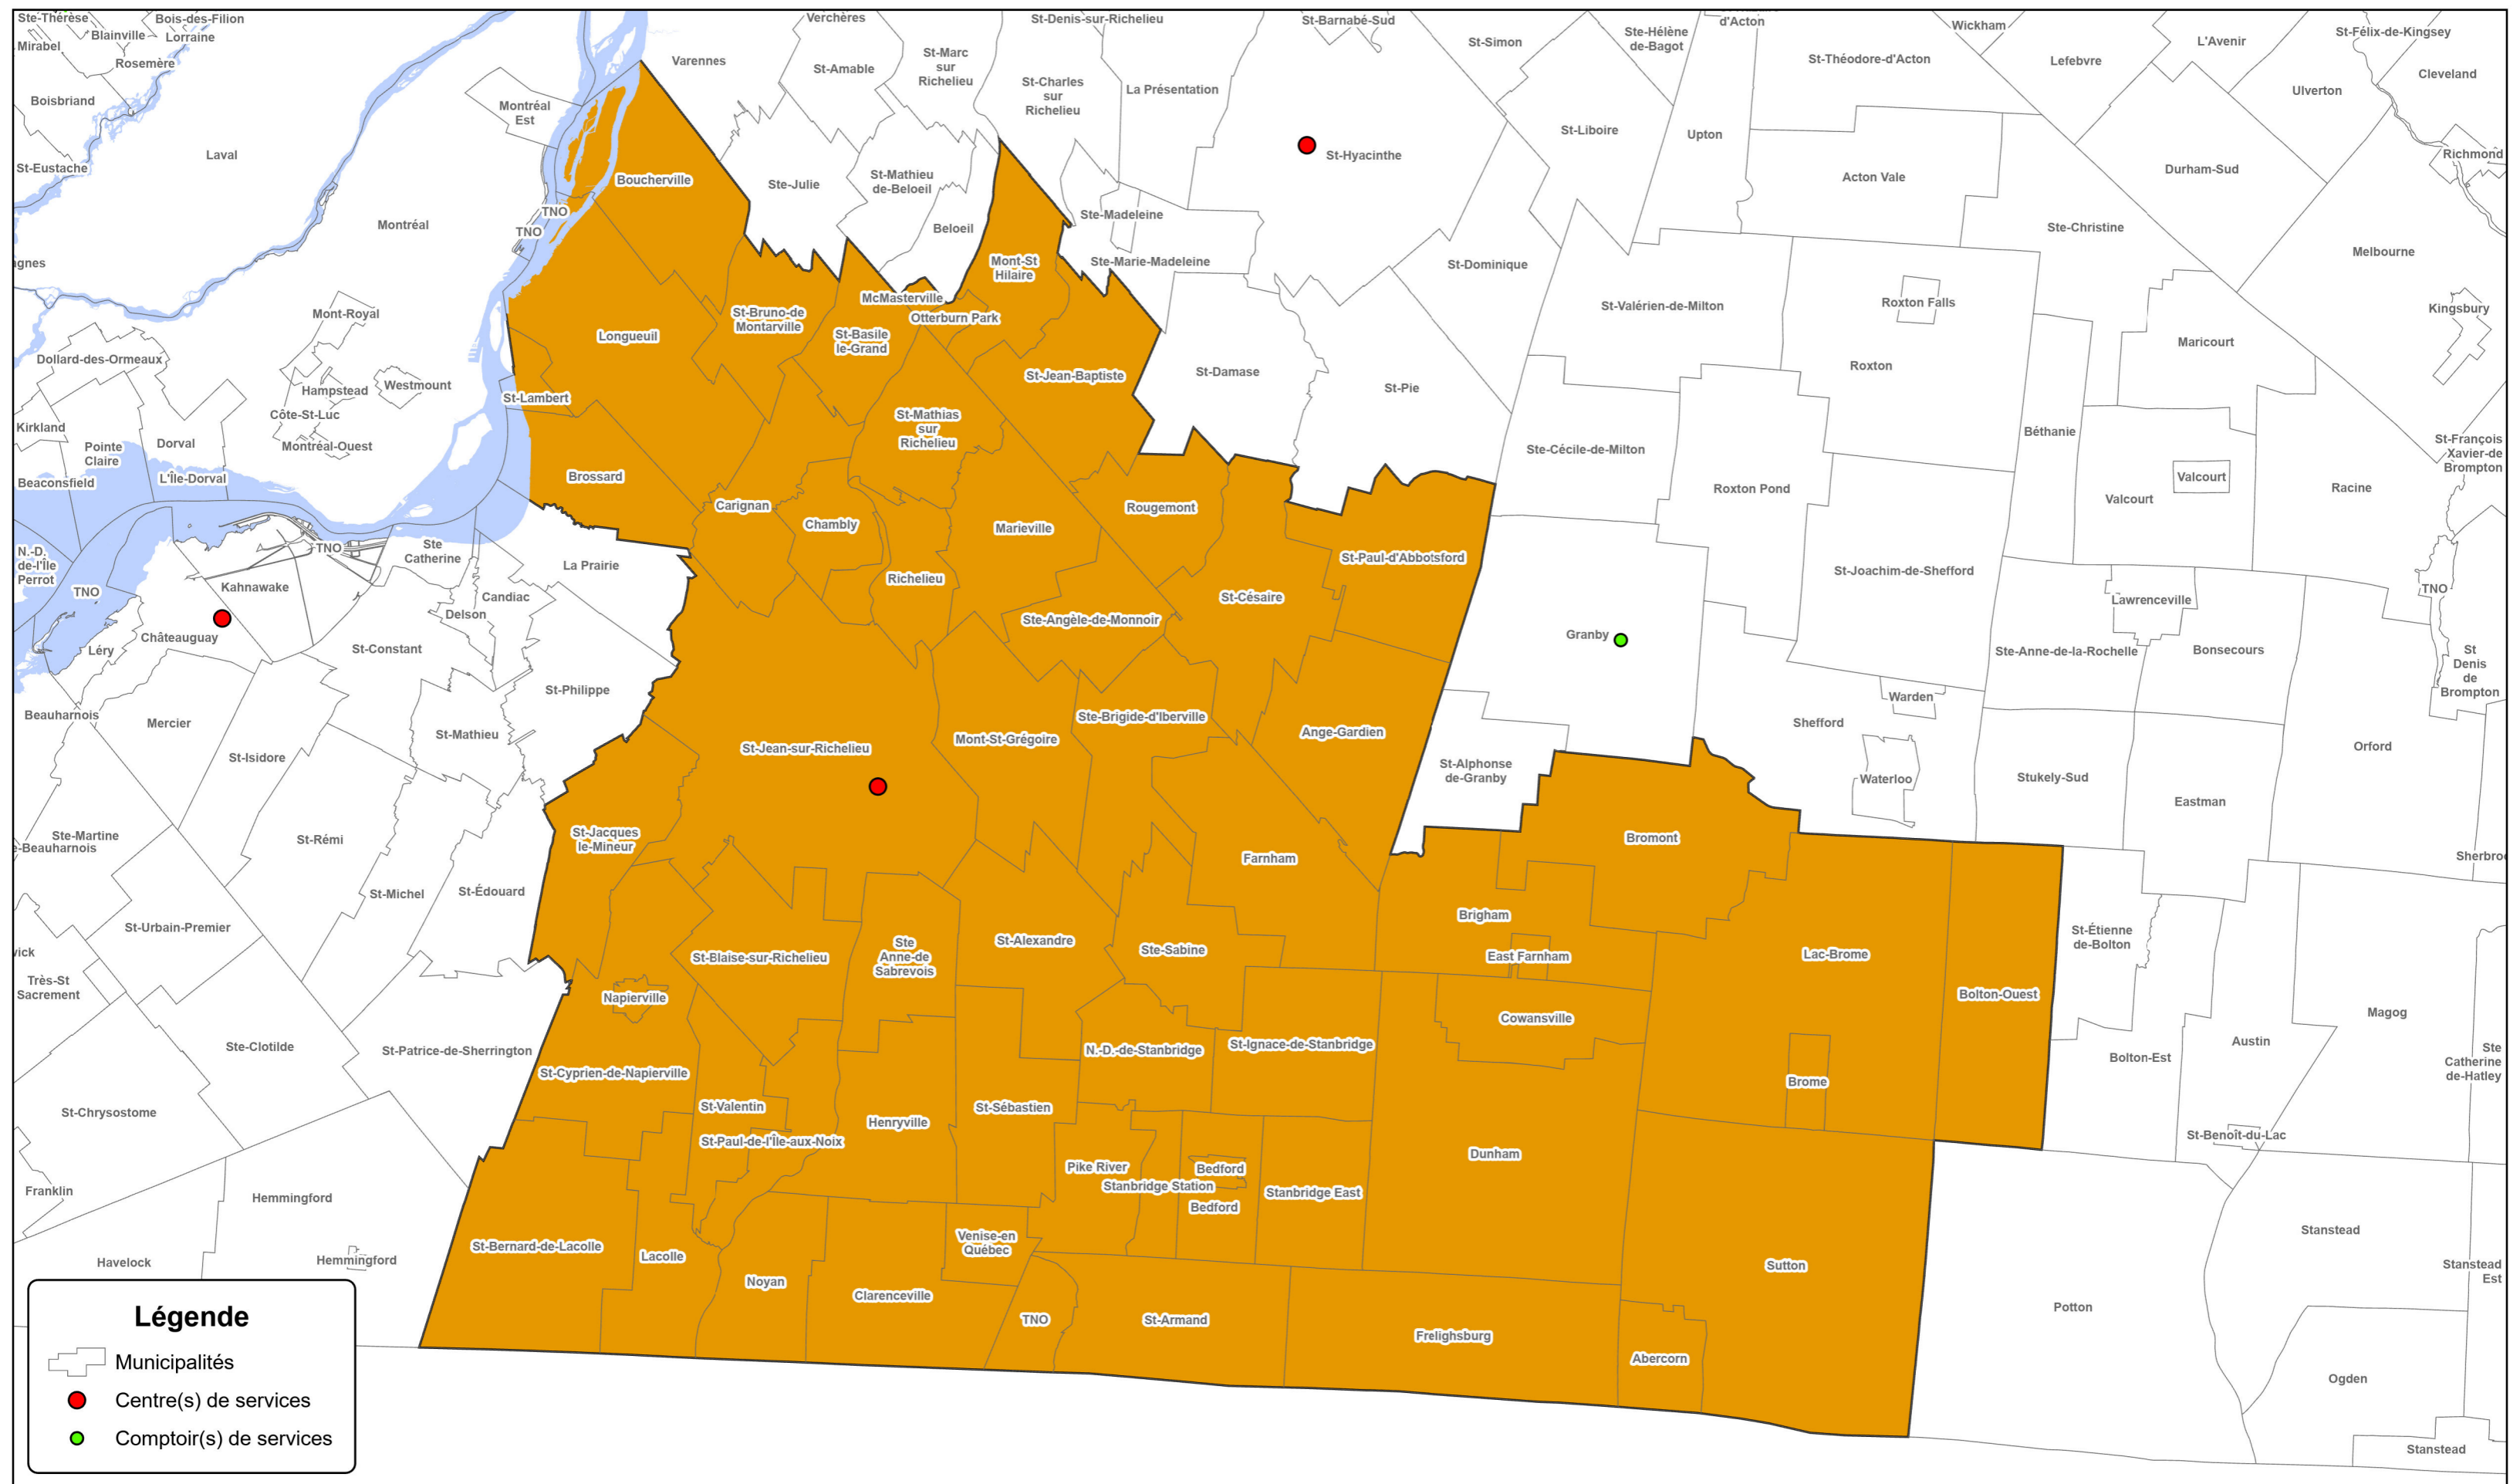 Ste-Thérèse
Bois-des-Filion
Blainville
Lorraine
Mirabel
Rosemère
Boisbriand
St-Eustache
Laval
Montréal
Est
Montréal
TNO
TNO
Varennes
Verchères
St-Amable
St-Marc
sur
Richelieu
St-Denis-sur-Richelieu
St-Charles
sur
Richelieu
La Présentation
St-Barnabé-Sud
St-Hyacinthe
St-Simon
Ste-Hélène
de-Bagot
d'Acton
Wickham
St-Théodore-d'Acton
Lefebvre
L'Avenir
St-Félix-de-Kingsey
Cleveland
Ulverton
Richmond
St-Liboire
Upton
Acton Vale
Durham-Sud
Ste-Christine
Melbourne
Kingsbury
Boucherville
Ste-Julie
St-Mathieu
de-Beloeil
Beloeil
Ste-Madeleine
Ste-Marie-Madeleine
St-Dominique
Mont-St
Hilaire
McMasterville
Otterburn Park
St-Bruno-de
Montarville
St-Basile
le-Grand
Longueuil
St-Jean-Baptiste
St-Damase
St-Pie
St-Valérien-de-Milton
Roxton Falls
Roxton
Maricourt
ignes
Mont-Royal
Dollard-des-Ormeaux
Hampstead
Westmount
Côte-St-Luc
Montréal-Ouest
Kirkland
Pointe
Claire
Dorval
Beaconsfield
L'Île-Dorval
St-Lambert
Brossard
St-Mathias
sur
Richelieu
Carignan
Chambly
Marieville
Rougemont
Richelieu
Ste-Cécile-de-Milton
Roxton Pond
Béthanie
Valcourt
Valcourt
Racine
St-François
Xavier-de
Brompton
N.-D.
de-l'Île
Perrot
TNO
TNO
Kahnawake
Ste
Catherine
La Prairie
Candiac
Delson
Châteauguay
Léry
St-Constant
St-Philippe
Beauharnois
Mercier
St-Mathieu
St-Isidore
St-Paul-d'Abbotsford
St-Césaire
Ste-Angèle-de-Monnoir
Granby
St-Joachim-de-Shefford
Lawrenceville
Ste-Anne-de-la-Rochelle
Bonsecours
TNO
St
Denis
de
Brompton
Warden
Shefford
Waterloo
Stukely-Sud
Eastman
Orford
Sherbroo
St-Jean-sur-Richelieu
Mont-St-Grégoire
Ste-Brigide-d'Iberville
Ange-Gardien
St-Alphonse
de-Granby
Ste-Martine
e-Beauharnois
St-Rémi
St-Michel
St-Édouard
St-Jacques
le-Mineur
Farnham
Bromont
Brigham
East Farnham
Lac-Brome
Bolton-Ouest
St-Étienne
de-Bolton
Magog
Austin
Bolton-Est
Ste
Catherine
de-Hatley
St-Urbain-Premier
vick
Très-St
Sacrement
St-Blaise-sur-Richelieu
Ste
Anne-de
Sabrevois
St-Alexandre
Ste-Sabine
Napierville
Cowansville
Ste-Clotilde
St-Patrice-de-Sherrington
St-Cyprien-de-Napierville
N.-D.-de-Stanbridge
St-Ignace-de-Stanbridge
Brome
St-Chrysostome
St-Valentin
St-Paul-de-l'Île-aux-Noix
Henryville
St-Sébastien
Dunham
St-Benoît-du-Lac
Pike River
Stanbridge Station
Bedford
Bedford
Stanbridge East
Franklin
Hemmingford
Havelock
Hemmingford
St-Bernard-de-Lacolle
Lacolle
Noyan
Venise-en
Québec
Clarenceville
TNO
St-Armand
Frelighsburg
Abercorn
Sutton
Potton
Stanstead
Stanstead
Est
Ogden
Stanstead
Légende
Municipalités
Centre(s) de services
Comptoir(s) de services